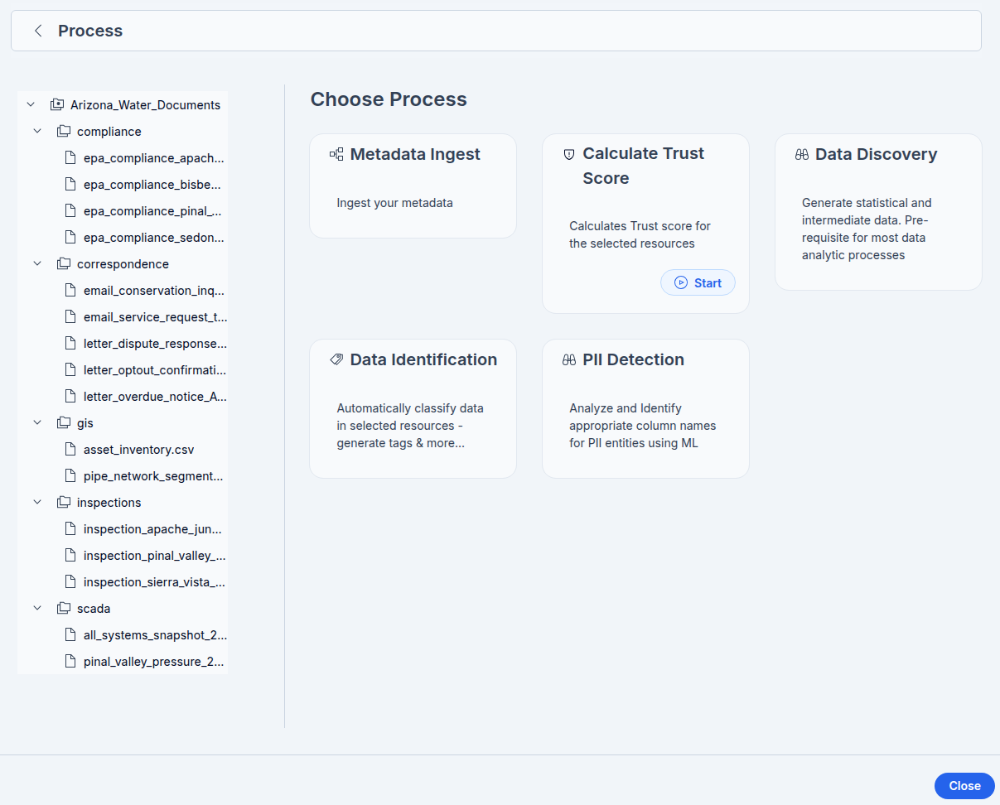 Process
Arizona_Water_Documents
compliance
epa_compliance_apach...
epa_compliance_bisbe...
epa_compliance_pinal_...
epa_compliance_sedon...
correspondence
email_conservation_inq...
email_service_request_t...
letter_dispute_response...
letter_optout_confirmati...
letter_overdue_notice_A...
gis
asset_inventory.csv
pipe_network_segment...
inspections
inspection_apache_jun...
inspection_pinal_valley_...
inspection_sierra_vista_...
scada
all_systems_snapshot_2...
pinal_valley_pressure_2...
Choose Process
Metadata Ingest
Ingest your metadata
Calculate Trust
Score
Calculates Trust score for
the selected resources
Start
Data Discovery
Generate statistical and
intermediate data. Pre-
requisite for most data
analytic processes
Data Identification
Automatically classify data
in selected resources -
generate tags & more...
PII Detection
Analyze and Identify
appropriate column names
for PII entities using ML
Close